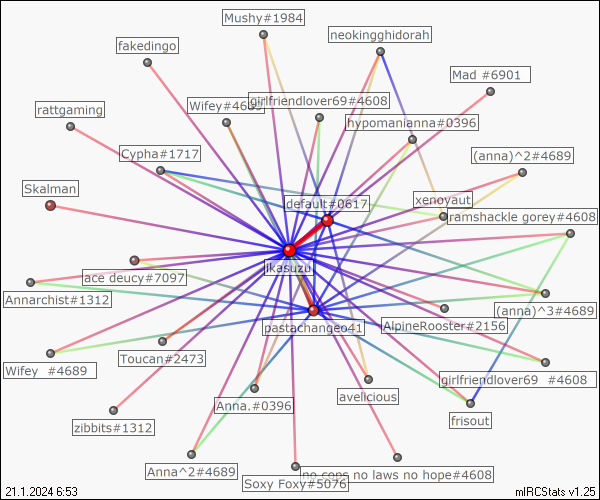 Mushy#1984
neokingghidorah
fakedingo
Mad #6901
Wifey#4689
girlfriendlover69#4608
rattgaming
hypomanianna#0396
Cypha#1717
(anna)^2#4689
Skalman
xenoyaut
default#0617
ramshackle gorey#4608
jkasuzu
ace deucy#7097
Annarchist#1312
(anna)^3#4689
pastachangeo41
AlpineRooster#2156
Toucan#2473
Wifey #4689
girlfriendlover69 #4608
avelicious
Anna.#0396
frisout
zibbits#1312
Anna^2#4689
no cops no laws no hope#4608
Soxy Foxy#5076
21.1.2024 6:53
mIRCStats v1.25